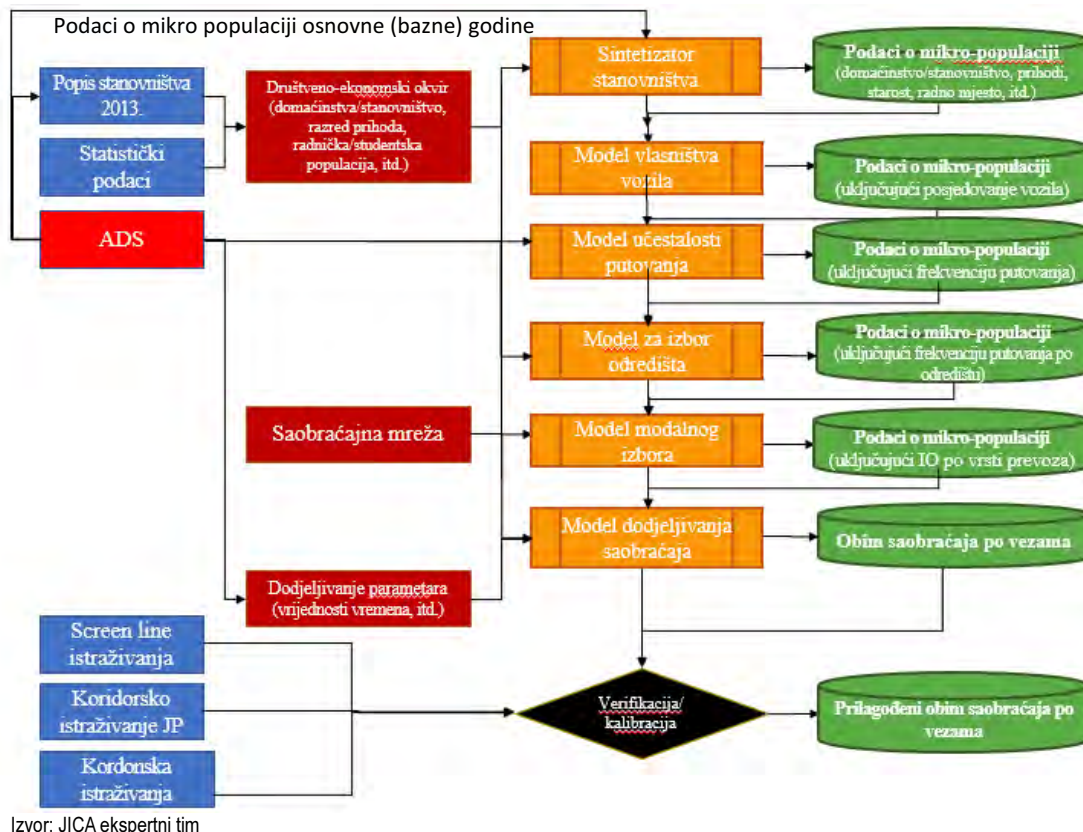 Podaci o mikro populaciji osnovne (bazne) godine
Popis stanovništva
2013.
Statistički
podaci
ADS
Društveno-ekonomski okvir
(domaćinstva/stanovništvo,
razred prihoda,
radnička/studentska
populacija, itd.)
Saobraćajna mreža
Dodjeljivanje parametara
(vrijednosti vremena, itd.)
Screen line
istraživanja
Koridorsko
istraživanje JP
Kordonska
istraživanja
Sintetizator
stanovništva
Model vlasništva
vozila
Model učestalosti
putovanja
Model za izbor
odredišta
Model modalnog
izbora
Model dodjeljivanja
saobraćaja
Verifikacija/
kalibracija
Podaci o mikro-populaciji
(domaćinstvo/stanovništvo, prihodi,
starost, radno mjesto, itd.)
Podaci o mikro-populaciji
(uključujući posjedovanje vozila)
Podaci o mikro-populaciji
(uključujući frekvenciju putovanja)
Podaci o mikro-populaciji
(uključujući frekvenciju putovanja po
odredištu)
Podaci o mikro-populaciji
(uključujući IO po vrsti prevoza)
Obim saobraćaja po vezama
Prilagođeni obim saobraćaja po
vezama
Izvor: JICA ekspertni tim